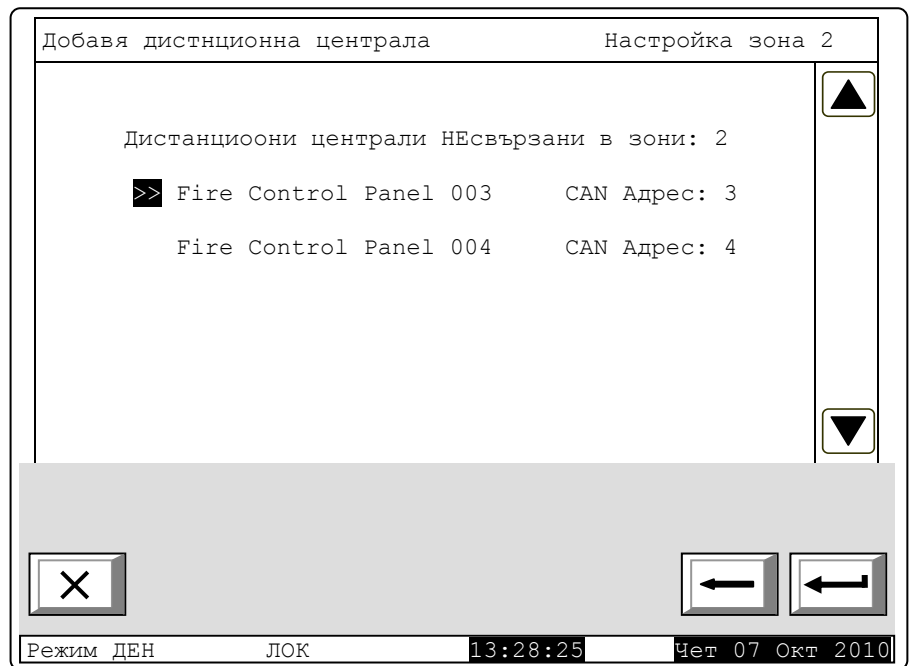 Добавя дистнционна централа Настройка зона 2
Дистанциоони централи НЕсвързани в зони: 2
>> Fire Control Panel 003 CAN Адрес: 3
Fire Control Panel 004 CAN Адрес: 4
Режим ДЕН ЛОК 13:28:25 Чет 07 Окт 2010